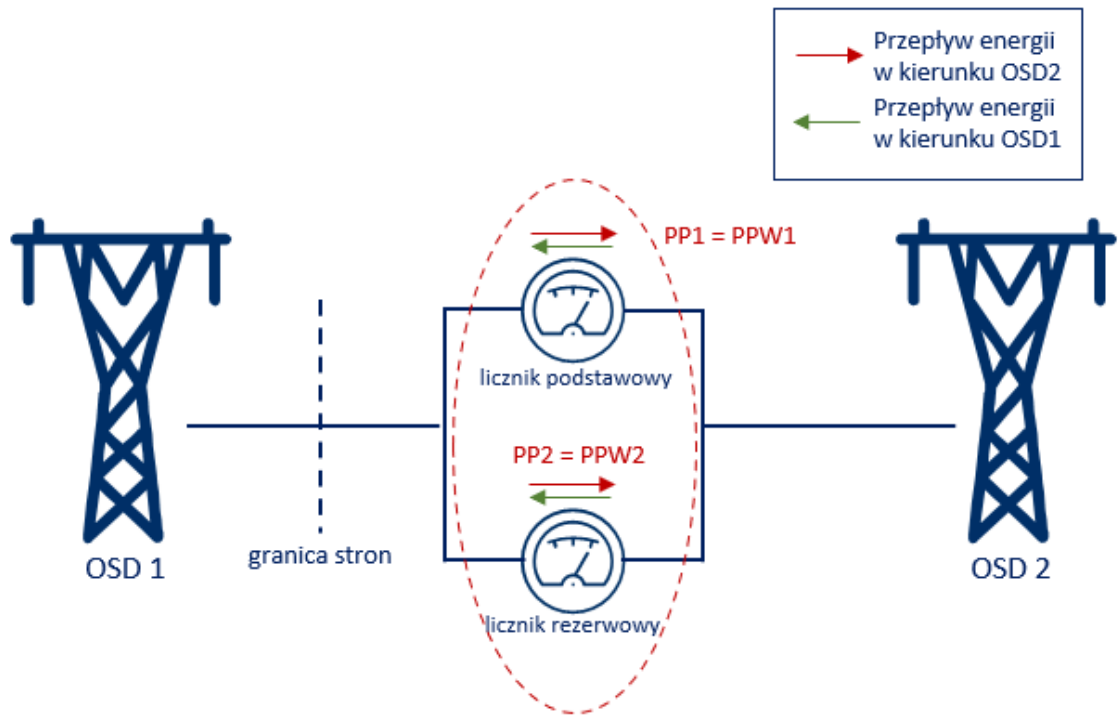 Przepływ energii
w kierunku OSD2
Przepływ energii
w kierunku OSD1
PP1 = PPW1
licznik podstawowy
PP2 = PPW2
granica stron
OSD 1
OSD 2
licznik rezerwowy